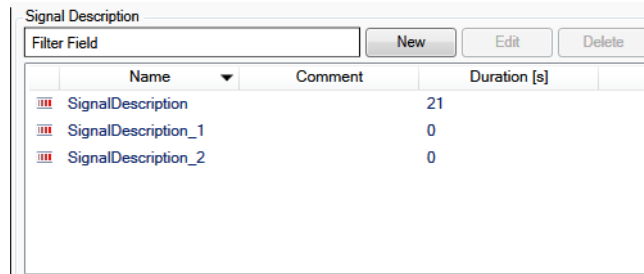 Signal Description
Filter Field New Edit Delete
Name Comment Duration [s]
SignalDescription 21
SignalDescription_1 0
SignalDescription_2 0